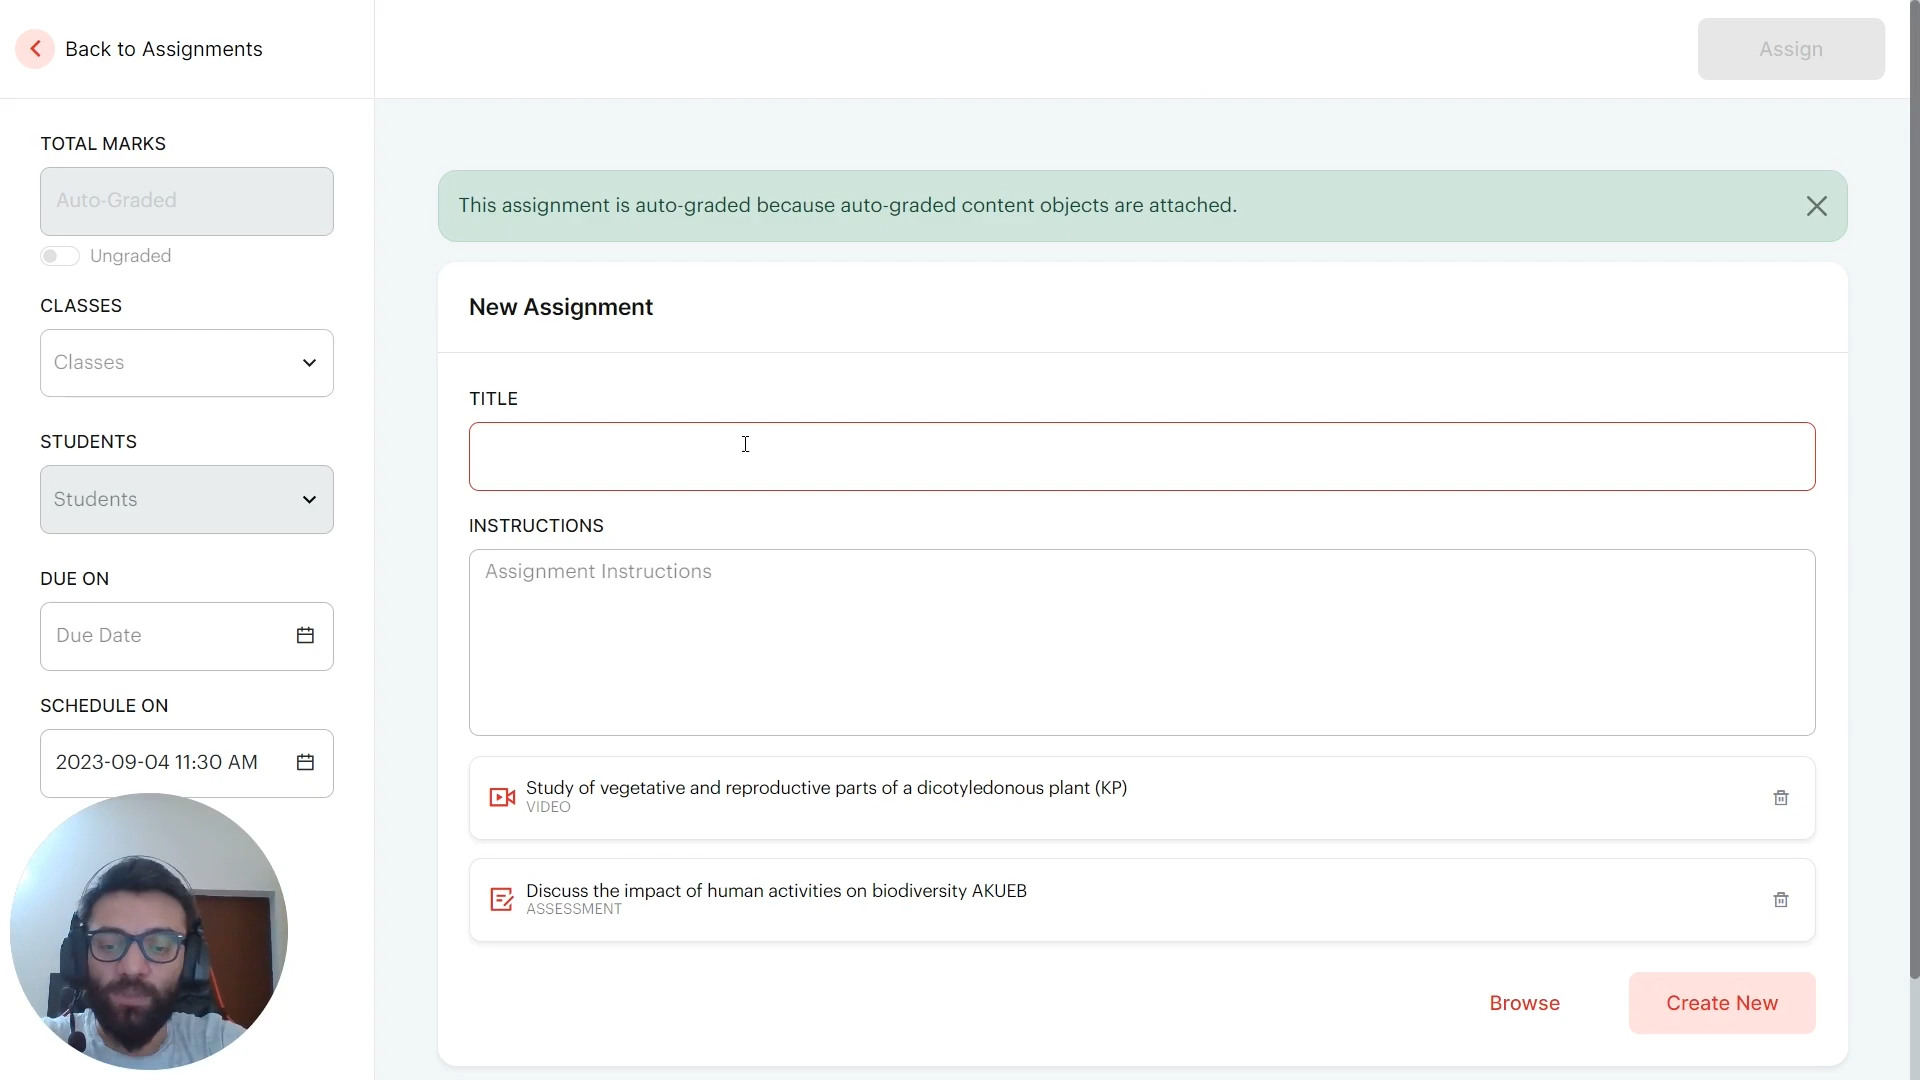 Back to Assignments
Assign
TOTAL MARKS
Auto-Graded
Ungraded
CLASSES
Classes
STUDENTS
Students
DUE ON
Due Date
SCHEDULE ON
2023-09-04 11:30 AM
This assignment is auto-graded because auto-graded content objects are attached.
New Assignment
TITLE
INSTRUCTIONS
Assignment Instructions
Study of vegetative and reproductive parts of a dicotyledonous plant (KP)
VIDEO
Discuss the impact of human activities on biodiversity AKUEB
ASSESSMENT
Browse
Create New